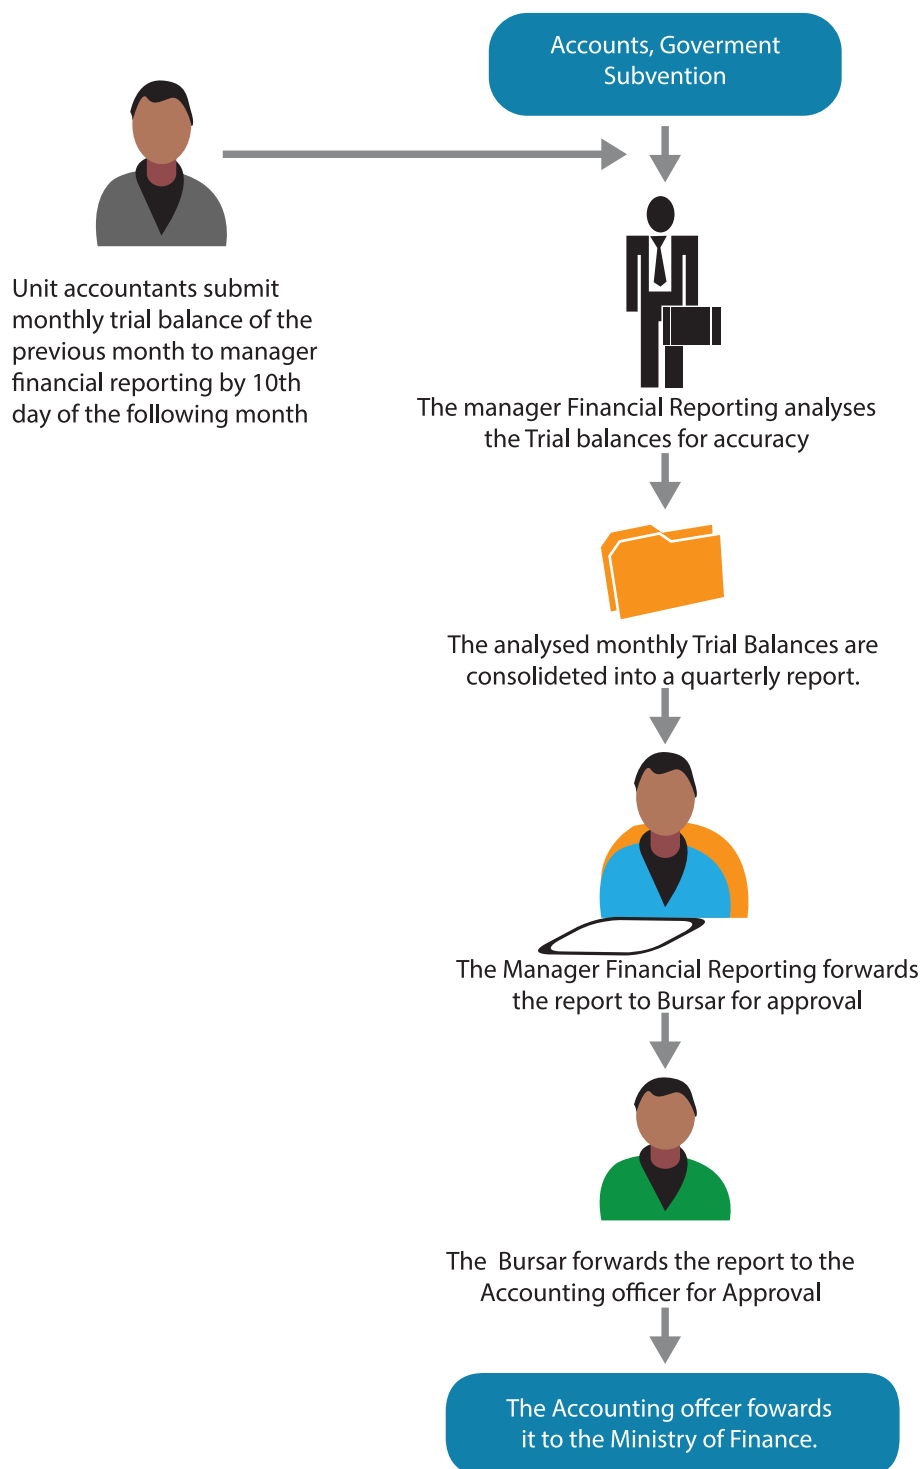 Accounts, Goverment
Subvention
Unit accountants submit
monthly trial balance of the
previous month to manager
financial reporting by 10th
day of the following month
The manager Financial Reporting analyses
the Trial balances for accuracy
The analysed monthly Trial Balances are
consolideted into a quarterly report.
The Manager Financial Reporting forwards
the report to Bursar for approval
The Bursar forwards the report to the
Accounting officer for Approval
The Accounting offcer fowards
it to the Ministry of Finance.